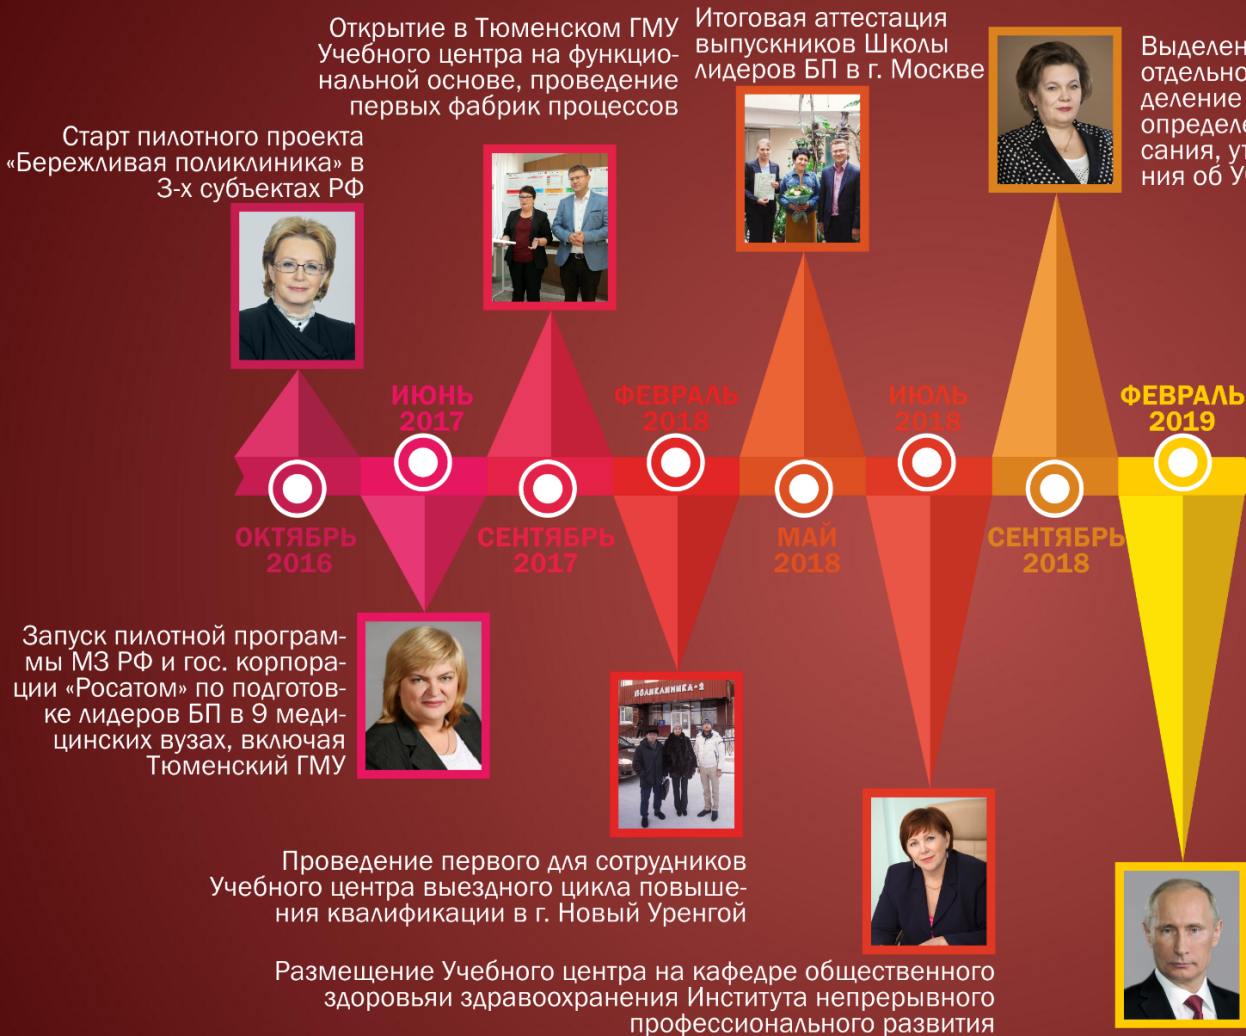 Открытие в Тюменском ГМУ
Учебного центра на функцио-
нальной основе, проведение
первых фабрик процессов
Итоговая аттестация
выпускников Школы
лидеров БП в г. Москве
Старт пилотного проекта
«Бережливая поликлиника» в
3-х субъектах РФ
деление
ИЮНЬ
2017
ФЕВРАЛЬ
2018
ИЮЛЬ
2018
ФЕВРАЛЬ
2019
ОКТЯБРЬ
2016
СЕНТЯБРЬ
2017
МАЙ
2018
СЕНТЯБРЬ
2018
Запуск пилотной програм-
мы МЗ РФ и гос. корпора-
ции «Росатом» по подготов-
ке лидеров БП в 9 меди-
цинских вузах, включая
Тюменский ГМУ
ПОЛИКЛИНИКА-2
Проведение первого для сотрудников
Учебного центра выездного цикла повыше-
ния квалификации в г. Новый Уренгой
Размещение Учебного центра на кафедре общественного
здоровьяи здравоохранения Института непрерывного
профессионального развития